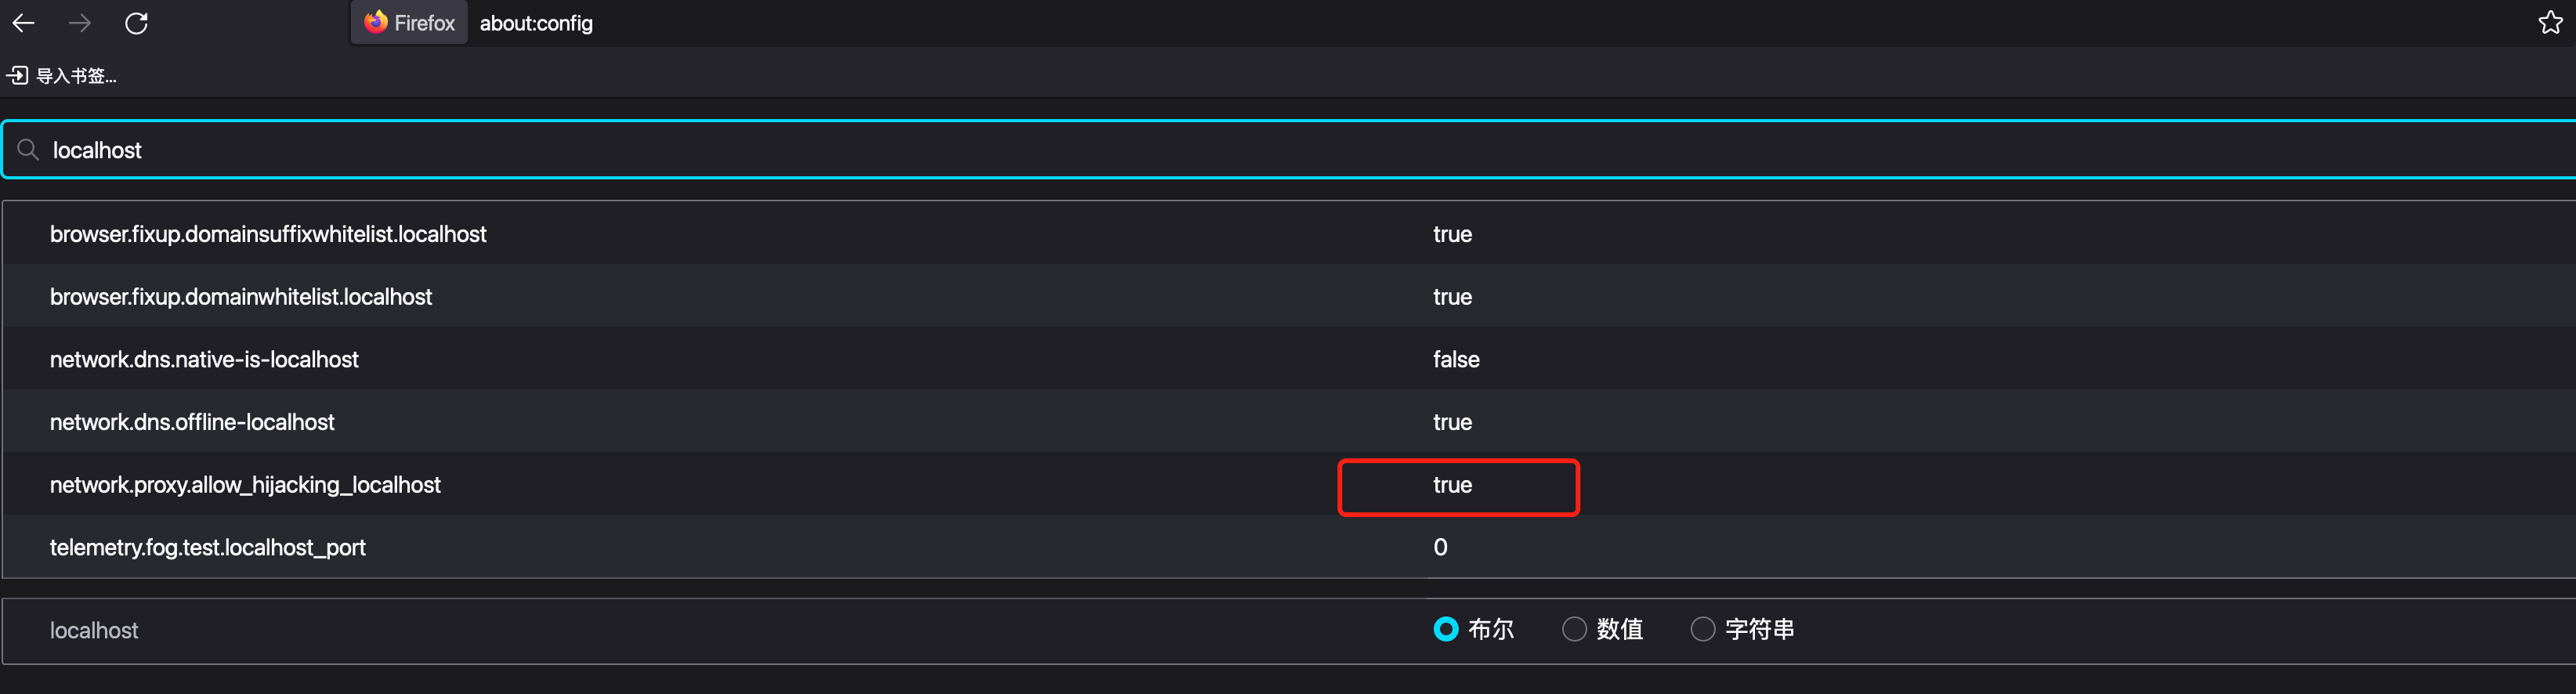 Firefox about:config
导入书签...
localhost
browser.fixup.domainsuffixwhitelist.localhost true
browser.fixup.domainwhitelist.localhost true
network.dns.native-is-localhost false
network.dns.offline-localhost true
network.proxy.allow_hijacking_localhost true
telemetry.fog.test.localhost_port 0
localhost 布尔 数值 字符串